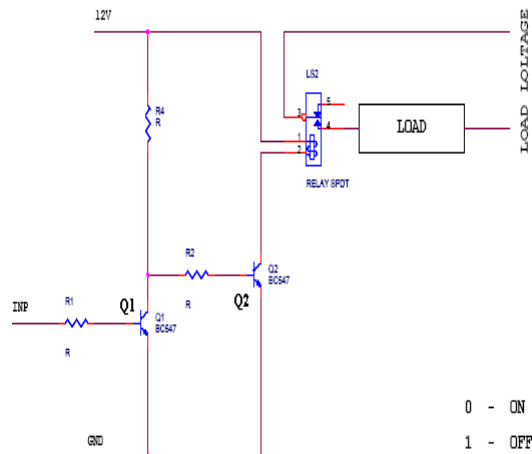 12V
LOAD LOLTAGE
LS2
5
3
4
1
2
LOAD
RELAY SPDT
R4
R
R2
R
Q2
BC547
Q2
INP
R1
R
Q1
Q1
BC547
GND
0 - ON
1 - OFF